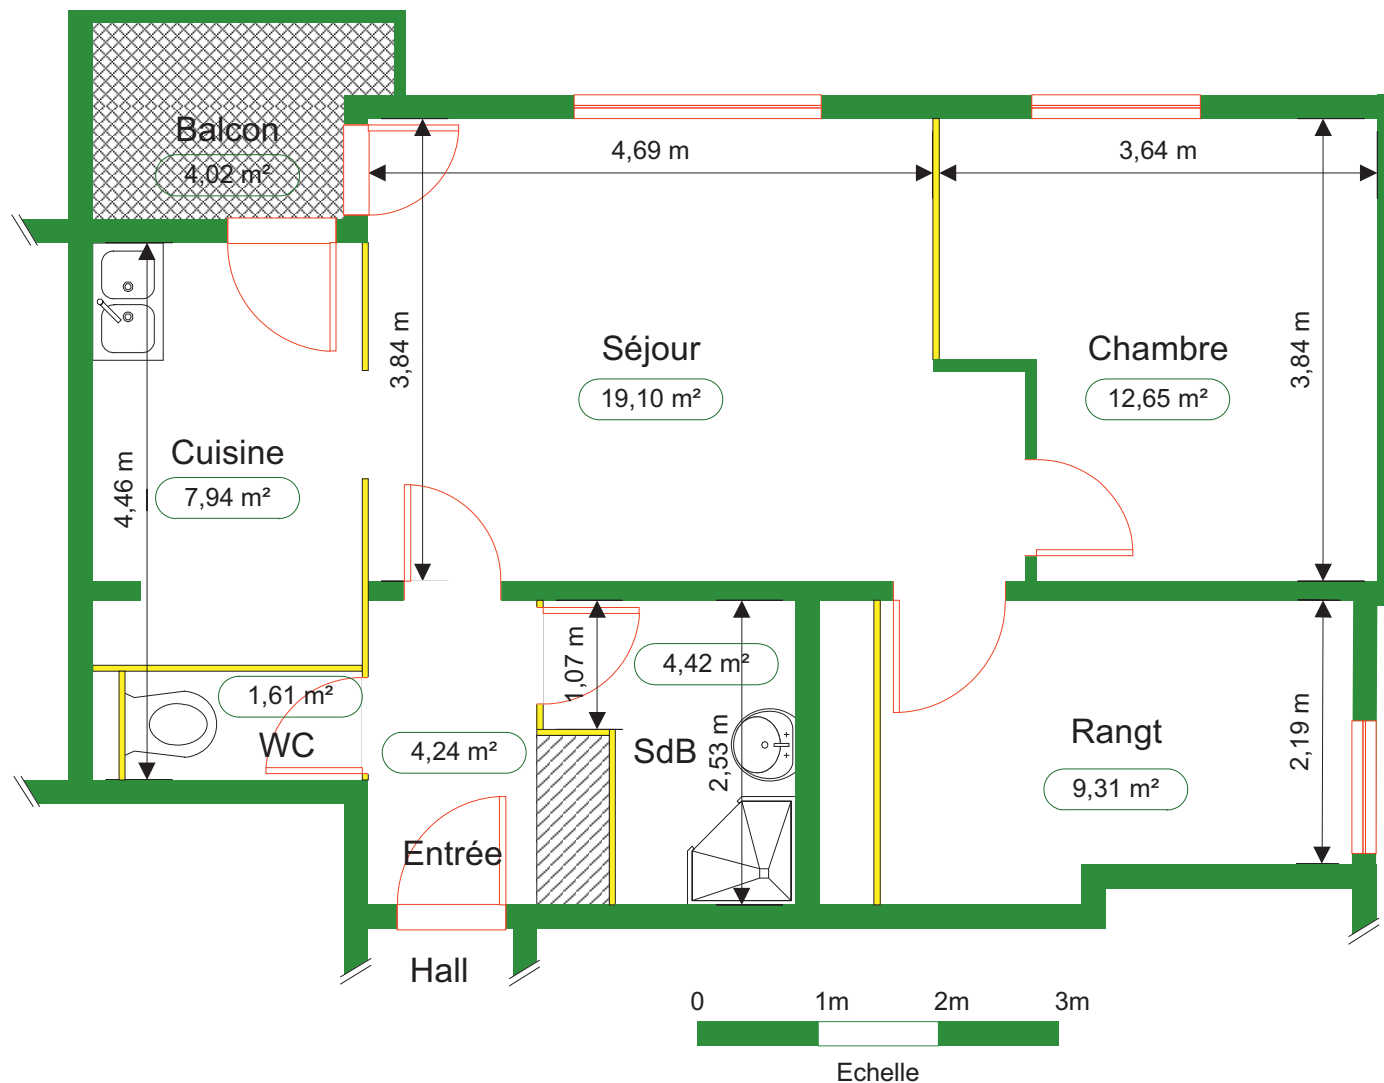 Balcon
4,02 m²
4,69 m
3,64 m
3,84 m
Séjour
19,10 m²
Chambre
12,65 m²
3,84 m
Cuisine
7,94 m²
4,46 m
1,07 m
4,42 m²
1,61 m²
WC
4,24 m²
SdB
2,53 m
Rangt
9,31 m²
2,19 m
Entrée
Hall
0 1m 2m 3m
Echelle